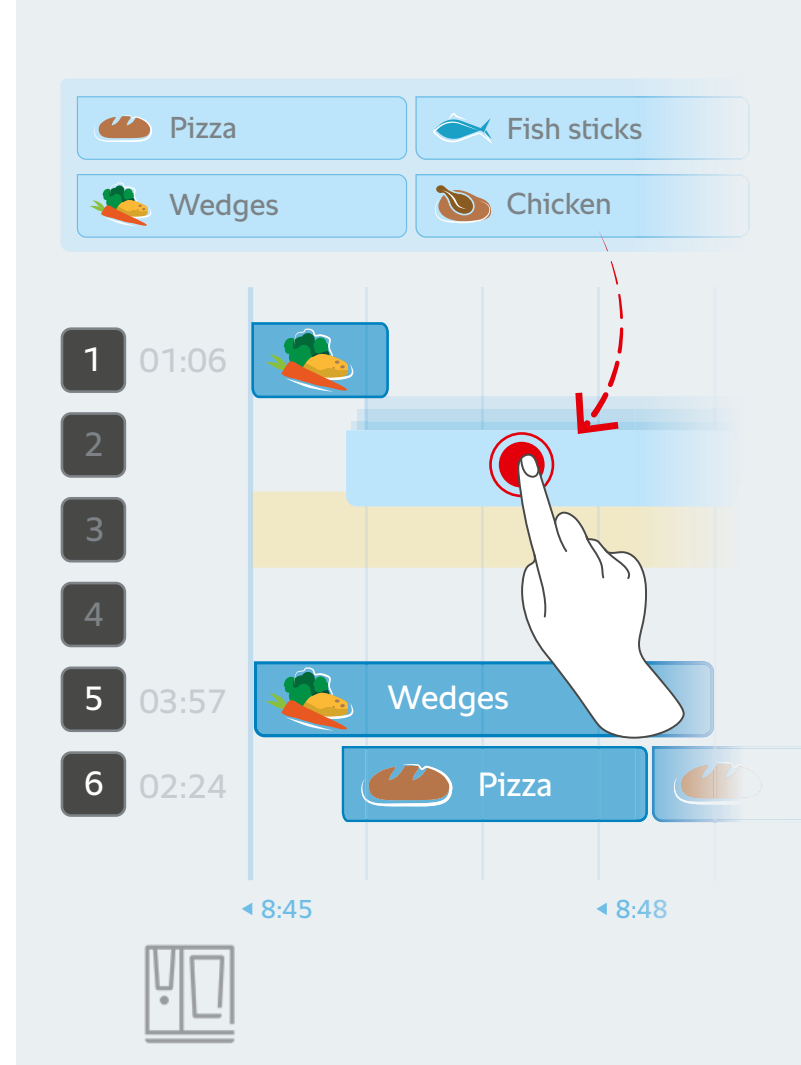 Pizza
Fish sticks
Wedges
Chicken
1 01:06
2
3
4
5 03:57 Wedges
6 02:24 Pizza
8:45 8:48